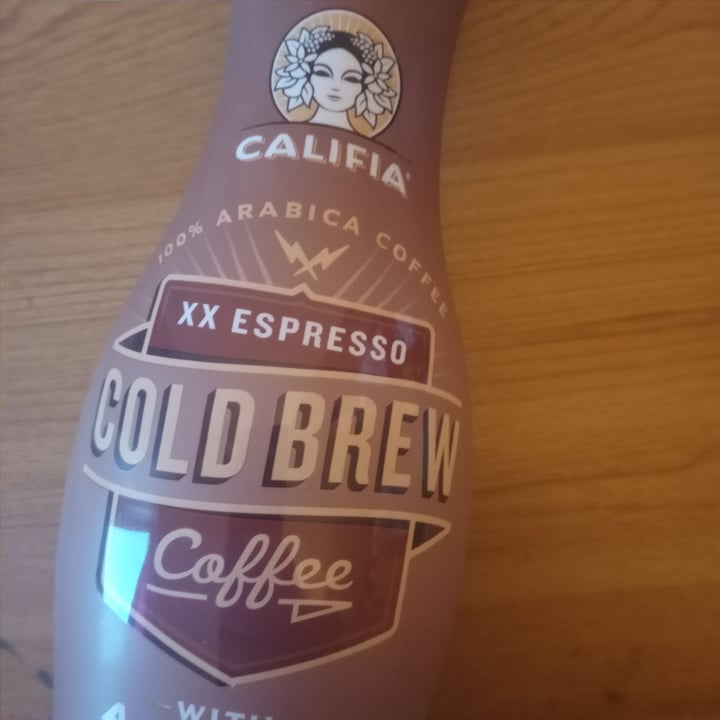 CALIFIA
100% ARABICA COFFEE
XX ESPRESSO
COLD BREW
Coffee
WITH